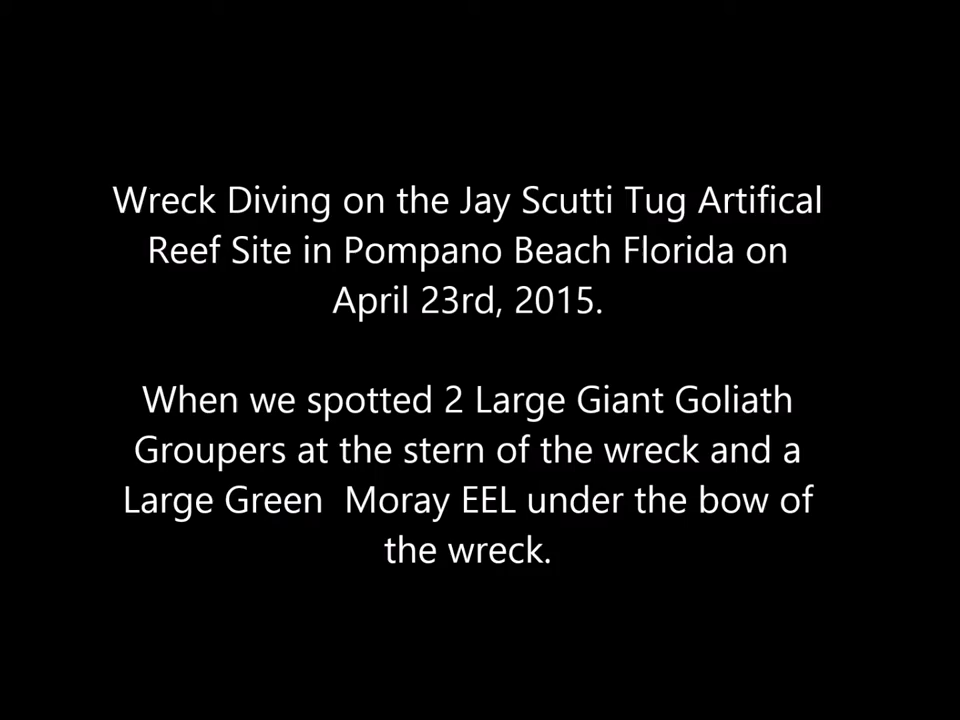 Wreck Diving on the Jay Scutti Tug Artifical
Reef Site in Pompano Beach Florida on
April 23rd, 2015.
When we spotted 2 Large Giant Goliath
Groupers at the stern of the wreck and a
Large Green  Moray EEL under the bow of
the wreck.